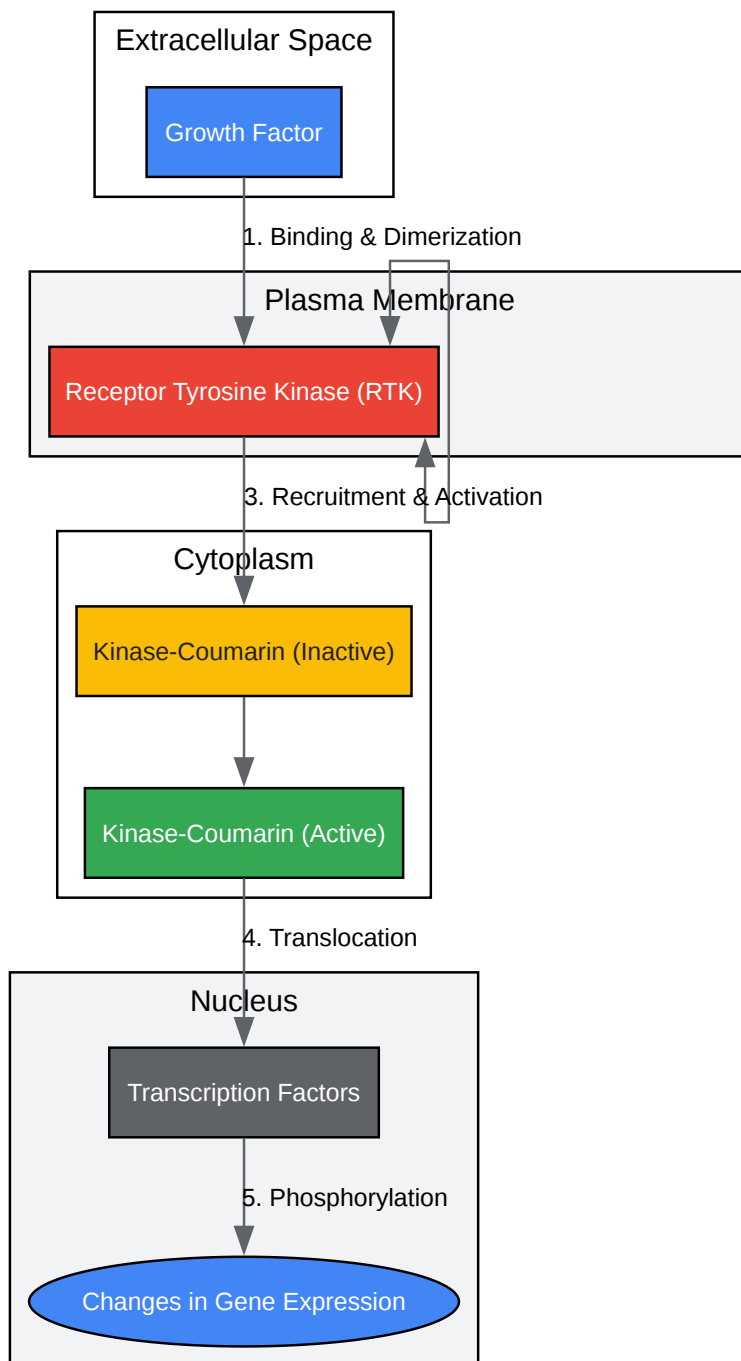 Extracellular Space
Growth Factor
1. Binding & Dimerization
Plasma Membrane
Receptor Tyrosine Kinase (RTK)
3. Recruitment & Activation
Cytoplasm
Kinase-Coumarin (Inactive)
Kinase-Coumarin (Active)
4. Translocation
Nucleus
Transcription Factors
5. Phosphorylation
Changes in Gene Expression